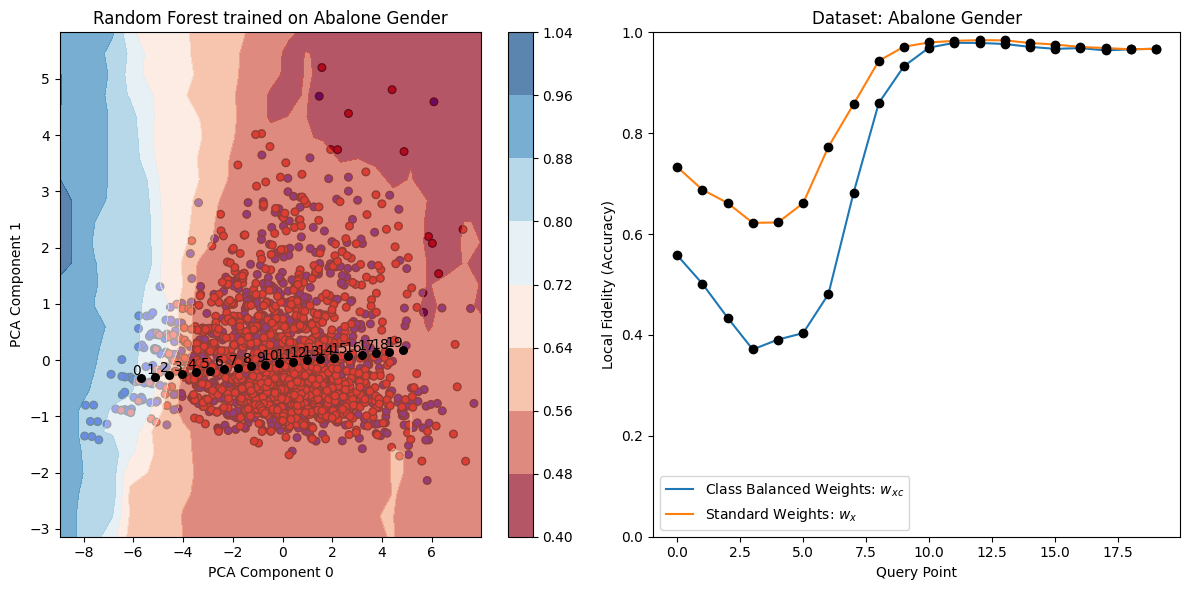 Random Forest trained on Abalone Gender
5
4
3
2
1
0
−1
−2
−3
PCA Component 1
0 1 2 3 4 5 6 7 8 9 10 11 12 13 14 15 16 17 18 19
−8 −6 −4 −2 0 2 4 6
PCA Component 0
1.04
0.96
0.88
0.80
0.72
0.64
0.56
0.48
0.40
Dataset: Abalone Gender
1.0
0.8
0.6
0.4
0.2
0.0
Local Fidelity (Accuracy)
Class Balanced Weights: w_xc
Standard Weights: w_x
0.0 2.5 5.0 7.5 10.0 12.5 15.0 17.5
Query Point